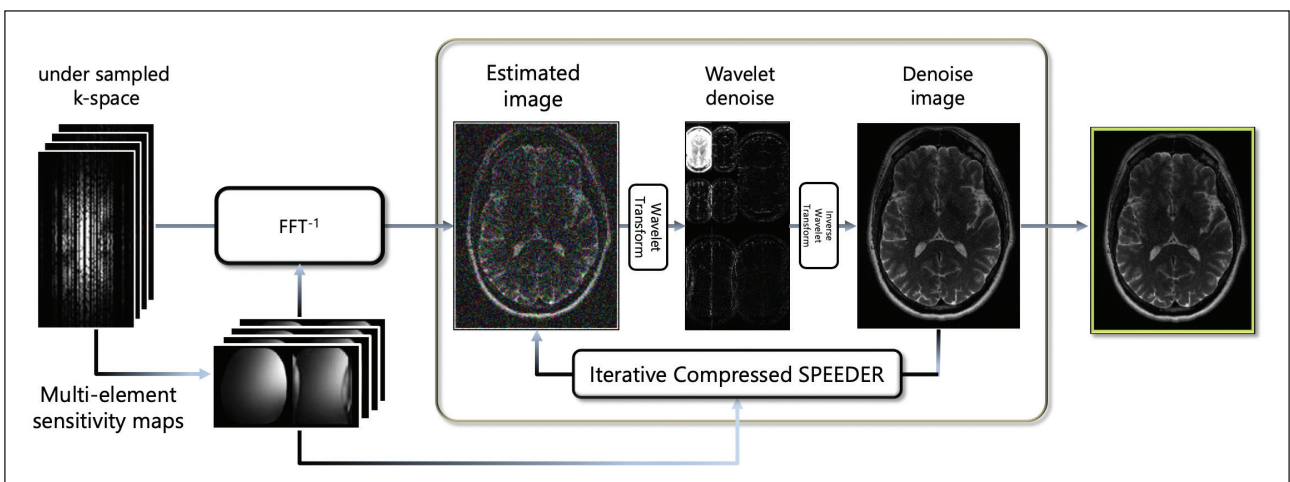 under sampled
k-space
FFT-1
Multi-element
sensitivity maps
Estimated
image
Wavelet
Transform
Wavelet
denoise
Inverse
Wavelet
Transform
Denoise
image
Iterative Compressed SPEEDER